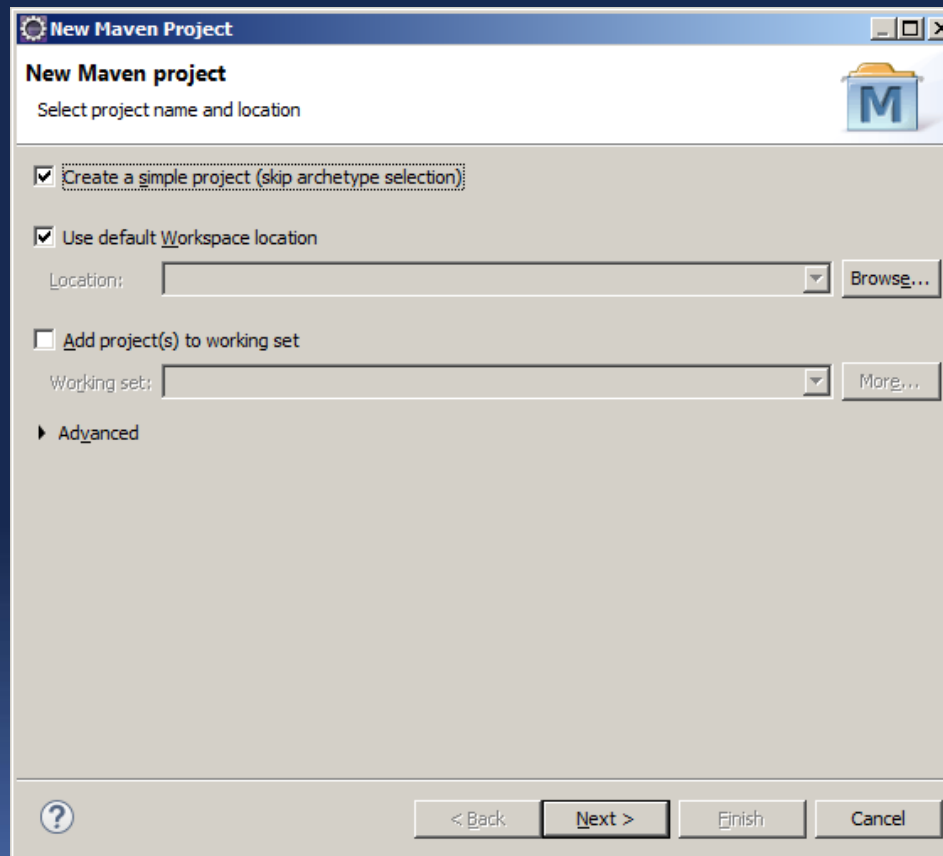 New Maven Project
New Maven project
M
Select project name and location
Create a simple project (skip archetype selection)
Use default Workspace location
Location:
Browse...
Add project(s) to working set
Working set:
More...
Advanced
?
< Back
Next >
Finish
Cancel